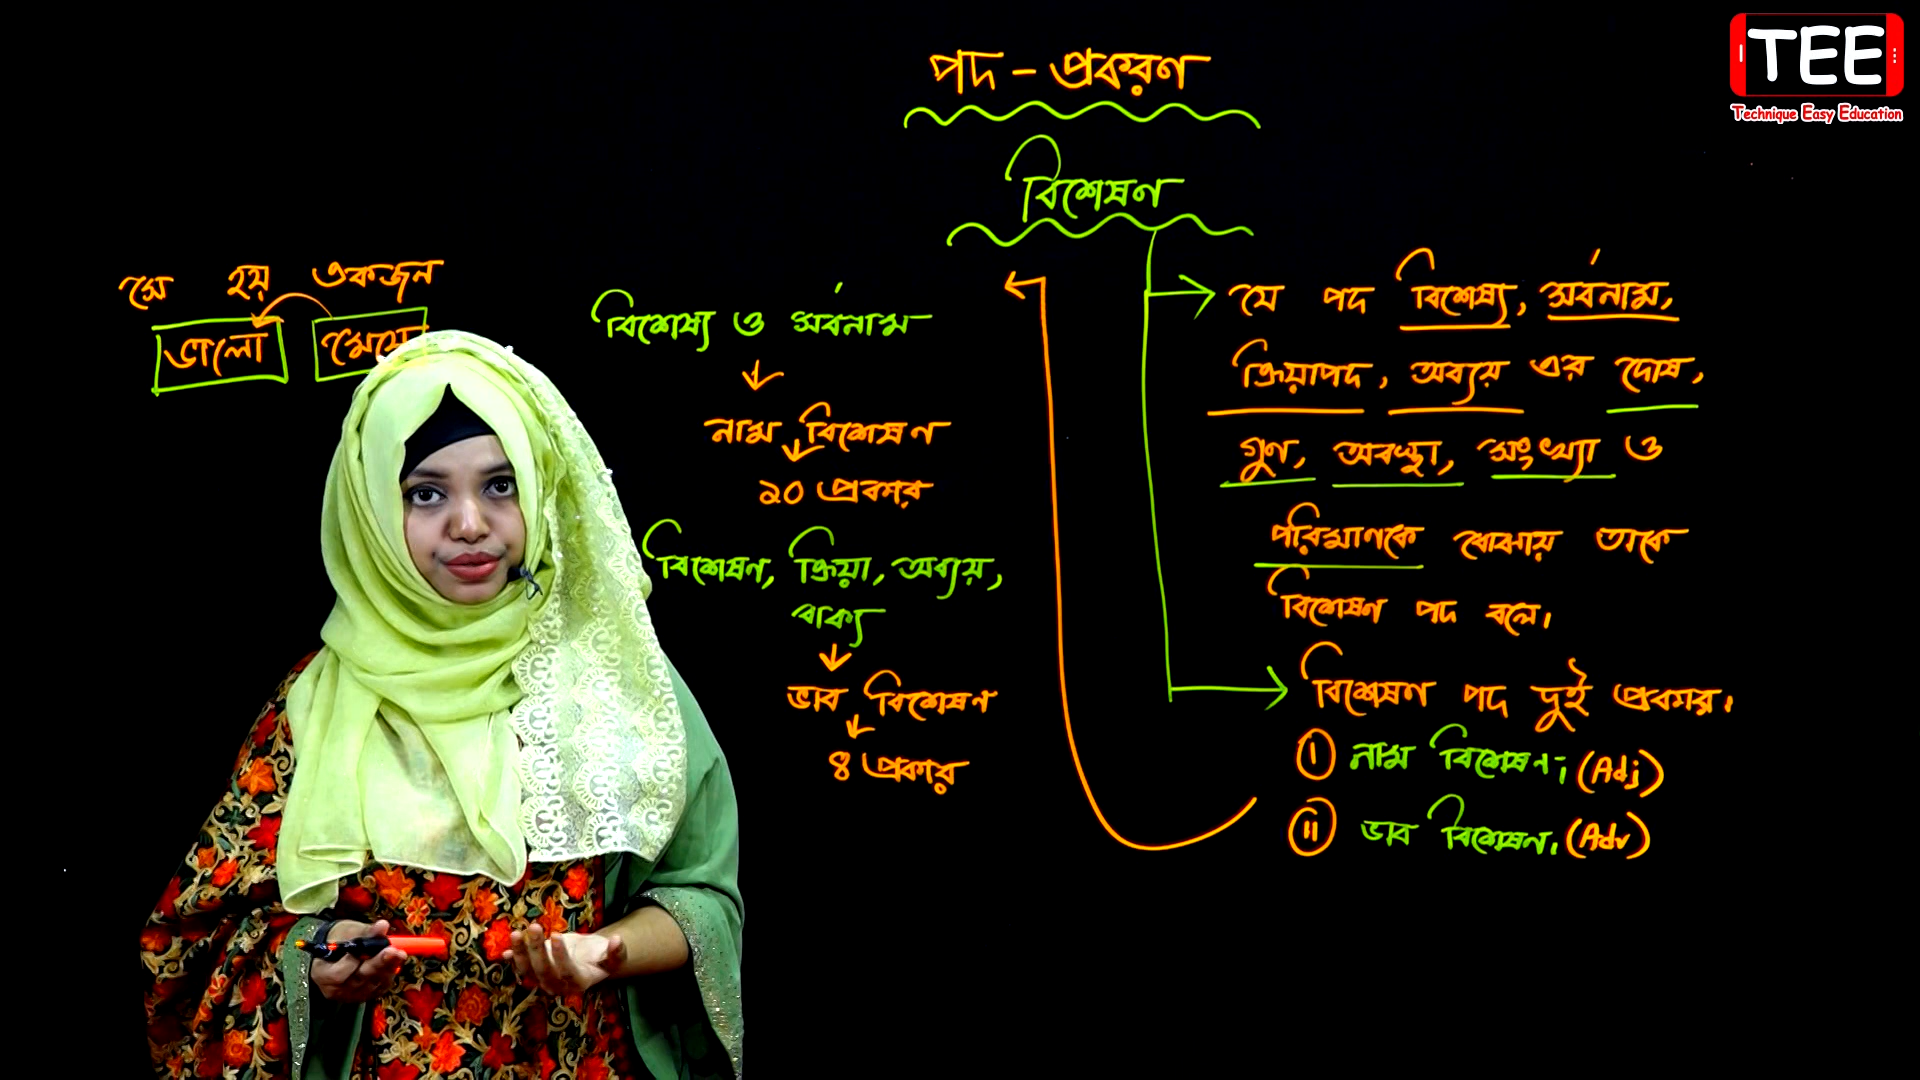 TEE
Technique Easy Education
পদ - প্রকরণ
বিশেষণ
সে হয় একজন
ভালো মেয়ে
বিশেষ্য ও সর্বনাম
নাম বিশেষণ
১০ প্রকার
বিশেষণ, ক্রিয়া, অব্যয়,
বাক্য
ভাব বিশেষণ
৪ প্রকার
যে পদ বিশেষ্য, সর্বনাম,
ক্রিয়াপদ, অব্যয় এর দোষ,
গুণ, অবস্থা, সংখ্যা ও
পরিমাণকে বোঝায় তাকে
বিশেষণ পদ বলে।
বিশেষণ পদ দুই প্রকার।
i নাম বিশেষণ; (Adj)
ii ভাব বিশেষণ। (Adv)